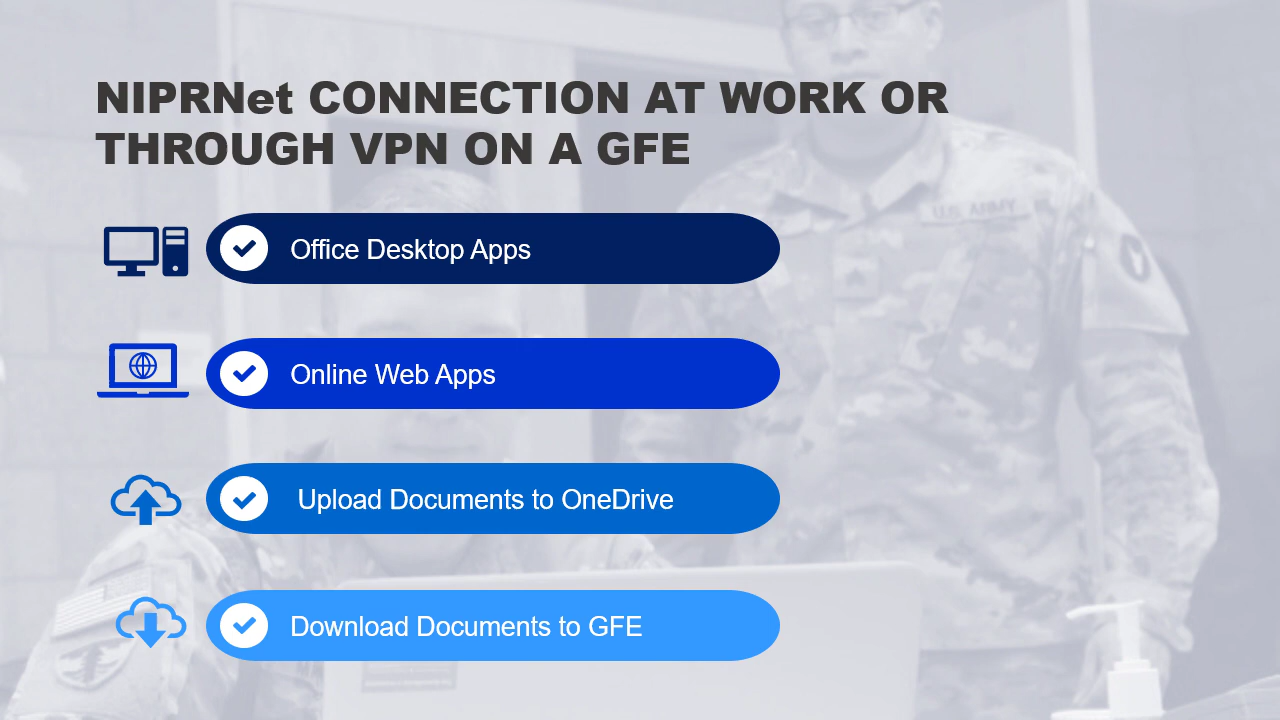 NIPRNet CONNECTION AT WORK OR
THROUGH VPN ON A GFE
U.S. ARMY
Office Desktop Apps
Online Web Apps
Upload Documents to OneDrive
Download Documents to GFE